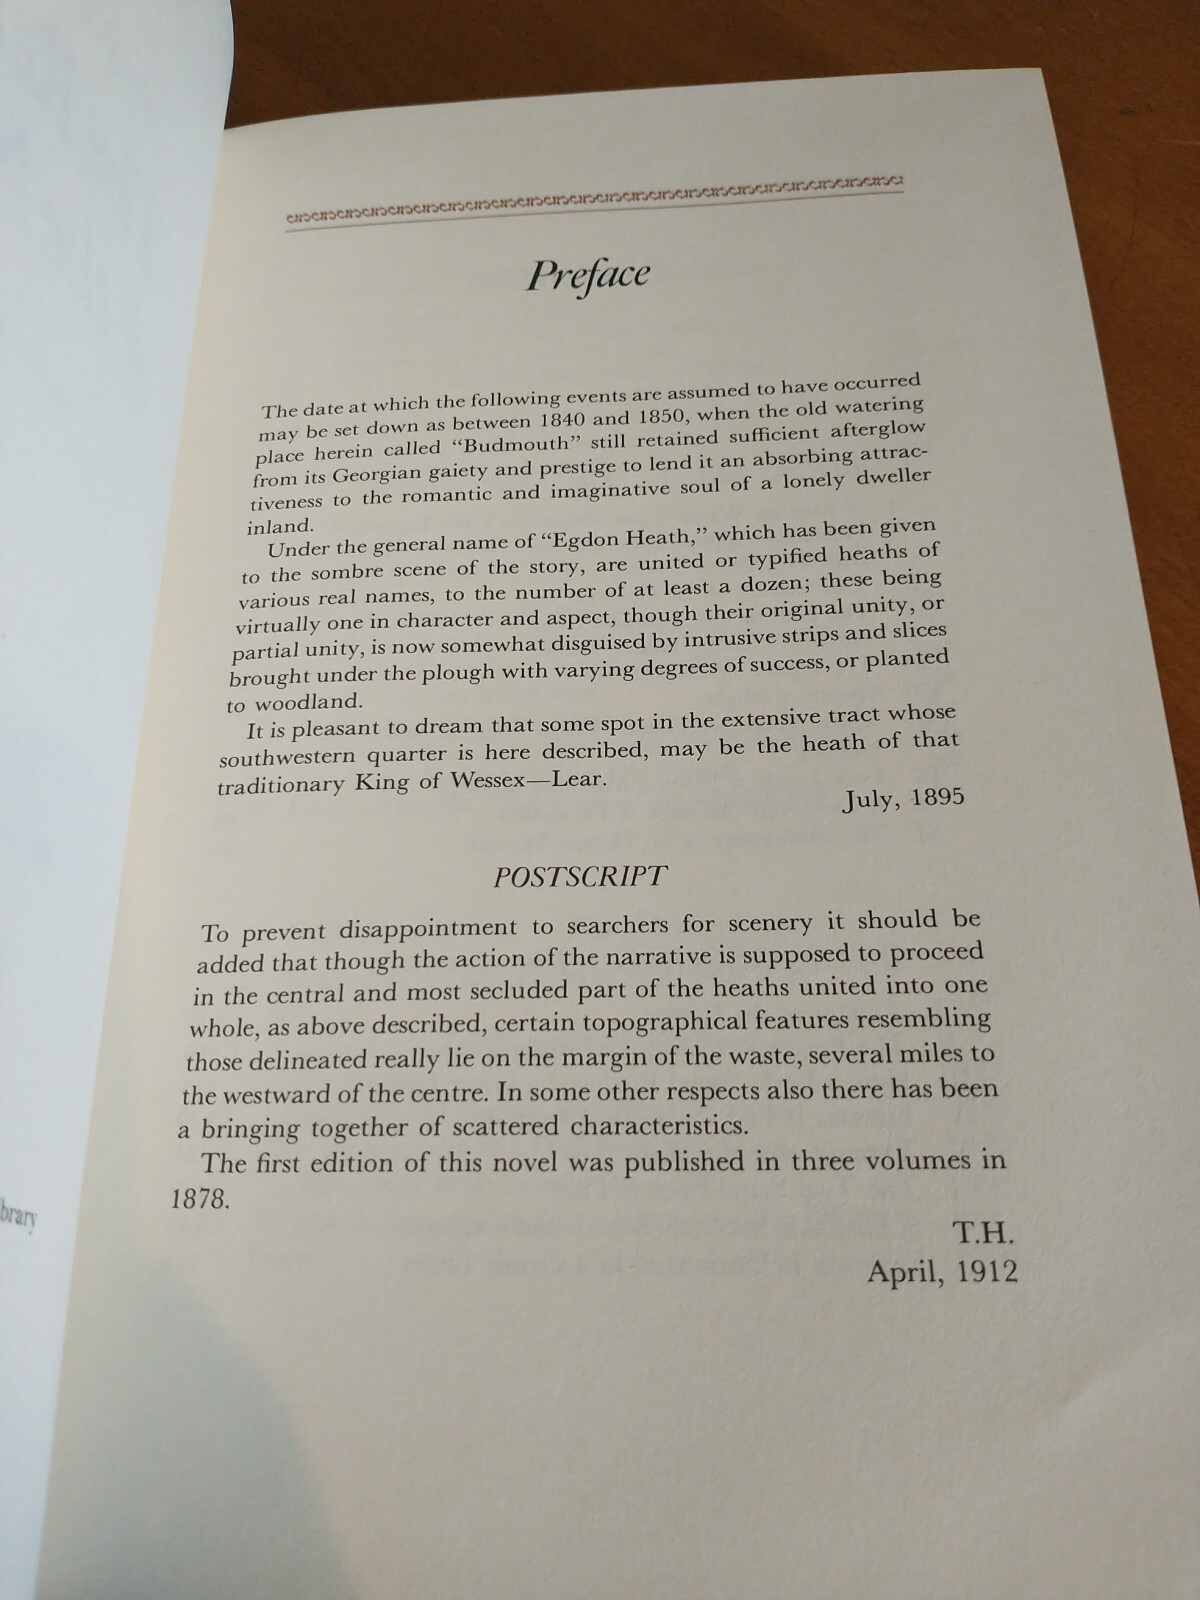 Preface
The date at which the following events are assumed to have occurred
may be set down as between 1840 and 1850, when the old watering
place herein called “Budmouth” still retained sufficient afterglow
from its Georgian gaiety and prestige to lend it an absorbing attrac-
tiveness to the romantic and imaginative soul of a lonely dweller
inland.
Under the general name of “Egdon Heath,” which has been given
to the sombre scene of the story, are united or typified heaths of
various real names, to the number of at least a dozen; these being
virtually one in character and aspect, though their original unity, or
partial unity, is now somewhat disguised by intrusive strips and slices
brought under the plough with varying degrees of success, or planted
to woodland.
It is pleasant to dream that some spot in the extensive tract whose
southwestern quarter is here described, may be the heath of that
traditionary King of Wessex—Lear.
July, 1895
POSTSCRIPT
To prevent disappointment to searchers for scenery it should be
added that though the action of the narrative is supposed to proceed
in the central and most secluded part of the heaths united into one
whole, as above described, certain topographical features resembling
those delineated really lie on the margin of the waste, several miles to
the westward of the centre. In some other respects also there has been
a bringing together of scattered characteristics.
The first edition of this novel was published in three volumes in
1878.
T.H.
April, 1912